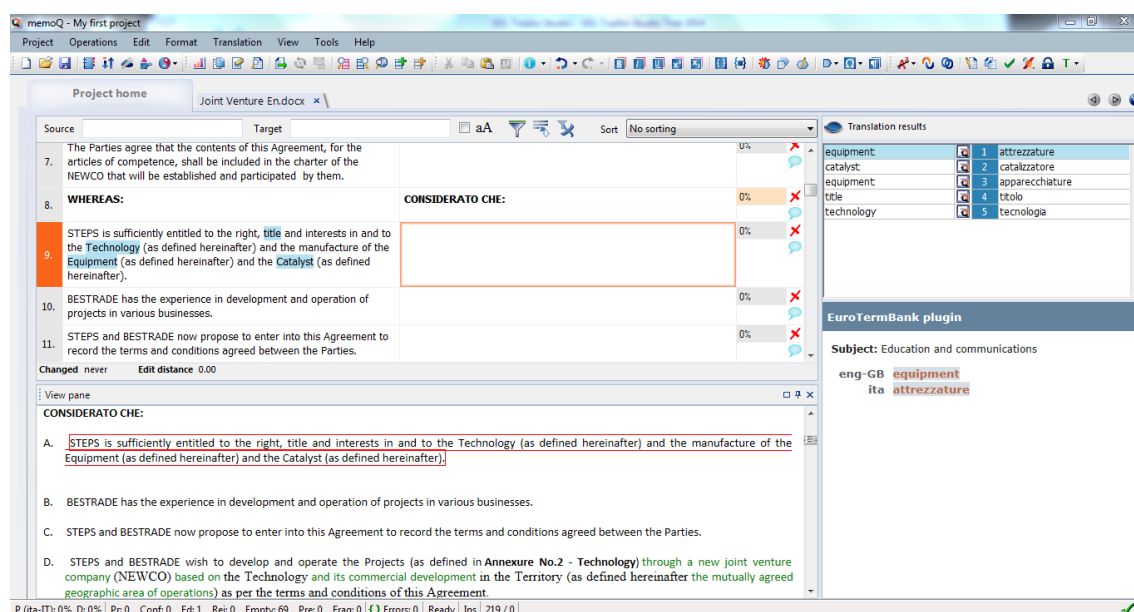 memoQ - My first project
Project Operations Edit Format Translation View Tools Help
Project home
Joint Venture En.docx ×
Source Target aA Sort No sorting
7. The Parties agree that the contents of this Agreement, for the
articles of competence, shall be included in the charter of the
NEWCO that will be established and participated by them.
0%
8. WHEREAS: CONSIDERATO CHE: 0%
9. STEPS is sufficiently entitled to the right, title and interests in and to
the Technology (as defined hereinafter) and the manufacture of the
Equipment (as defined hereinafter) and the Catalyst (as defined
hereinafter).
0%
10. BESTRADE has the experience in development and operation of
projects in various businesses.
0%
11. STEPS and BESTRADE now propose to enter into this Agreement to
record the terms and conditions agreed between the Parties.
0%
Changed never Edit distance 0.00
View pane
CONSIDERATO CHE:
A. STEPS is sufficiently entitled to the right, title and interests in and to the Technology (as defined hereinafter) and the manufacture of the
Equipment (as defined hereinafter) and the Catalyst (as defined hereinafter).
B. BESTRADE has the experience in development and operation of projects in various businesses.
C. STEPS and BESTRADE now propose to enter into this Agreement to record the terms and conditions agreed between the Parties.
D. STEPS and BESTRADE wish to develop and operate the Projects (as defined in Annexure No.2 - Technology) through a new joint venture
company (NEWCO) based on the Technology and its commercial development in the Territory (as defined hereinafter the mutually agreed
geographic area of operations) as per the terms and conditions of this Agreement.
Translation results
equipment 1 attrezzature
catalyst 2 catalizzatore
equipment 3 apparecchiature
title 4 titolo
technology 5 tecnologia
EuroTermBank plugin
Subject: Education and communications
eng-GB equipment
ita attrezzature
P (ita-IT): 0% D: 0% Pr: 0 Conf: 0 Ed: 1 Rej: 0 Empty: 69 Pre: 0 Frag: 0 {} Errors: 0 Ready Ins 219 / 0